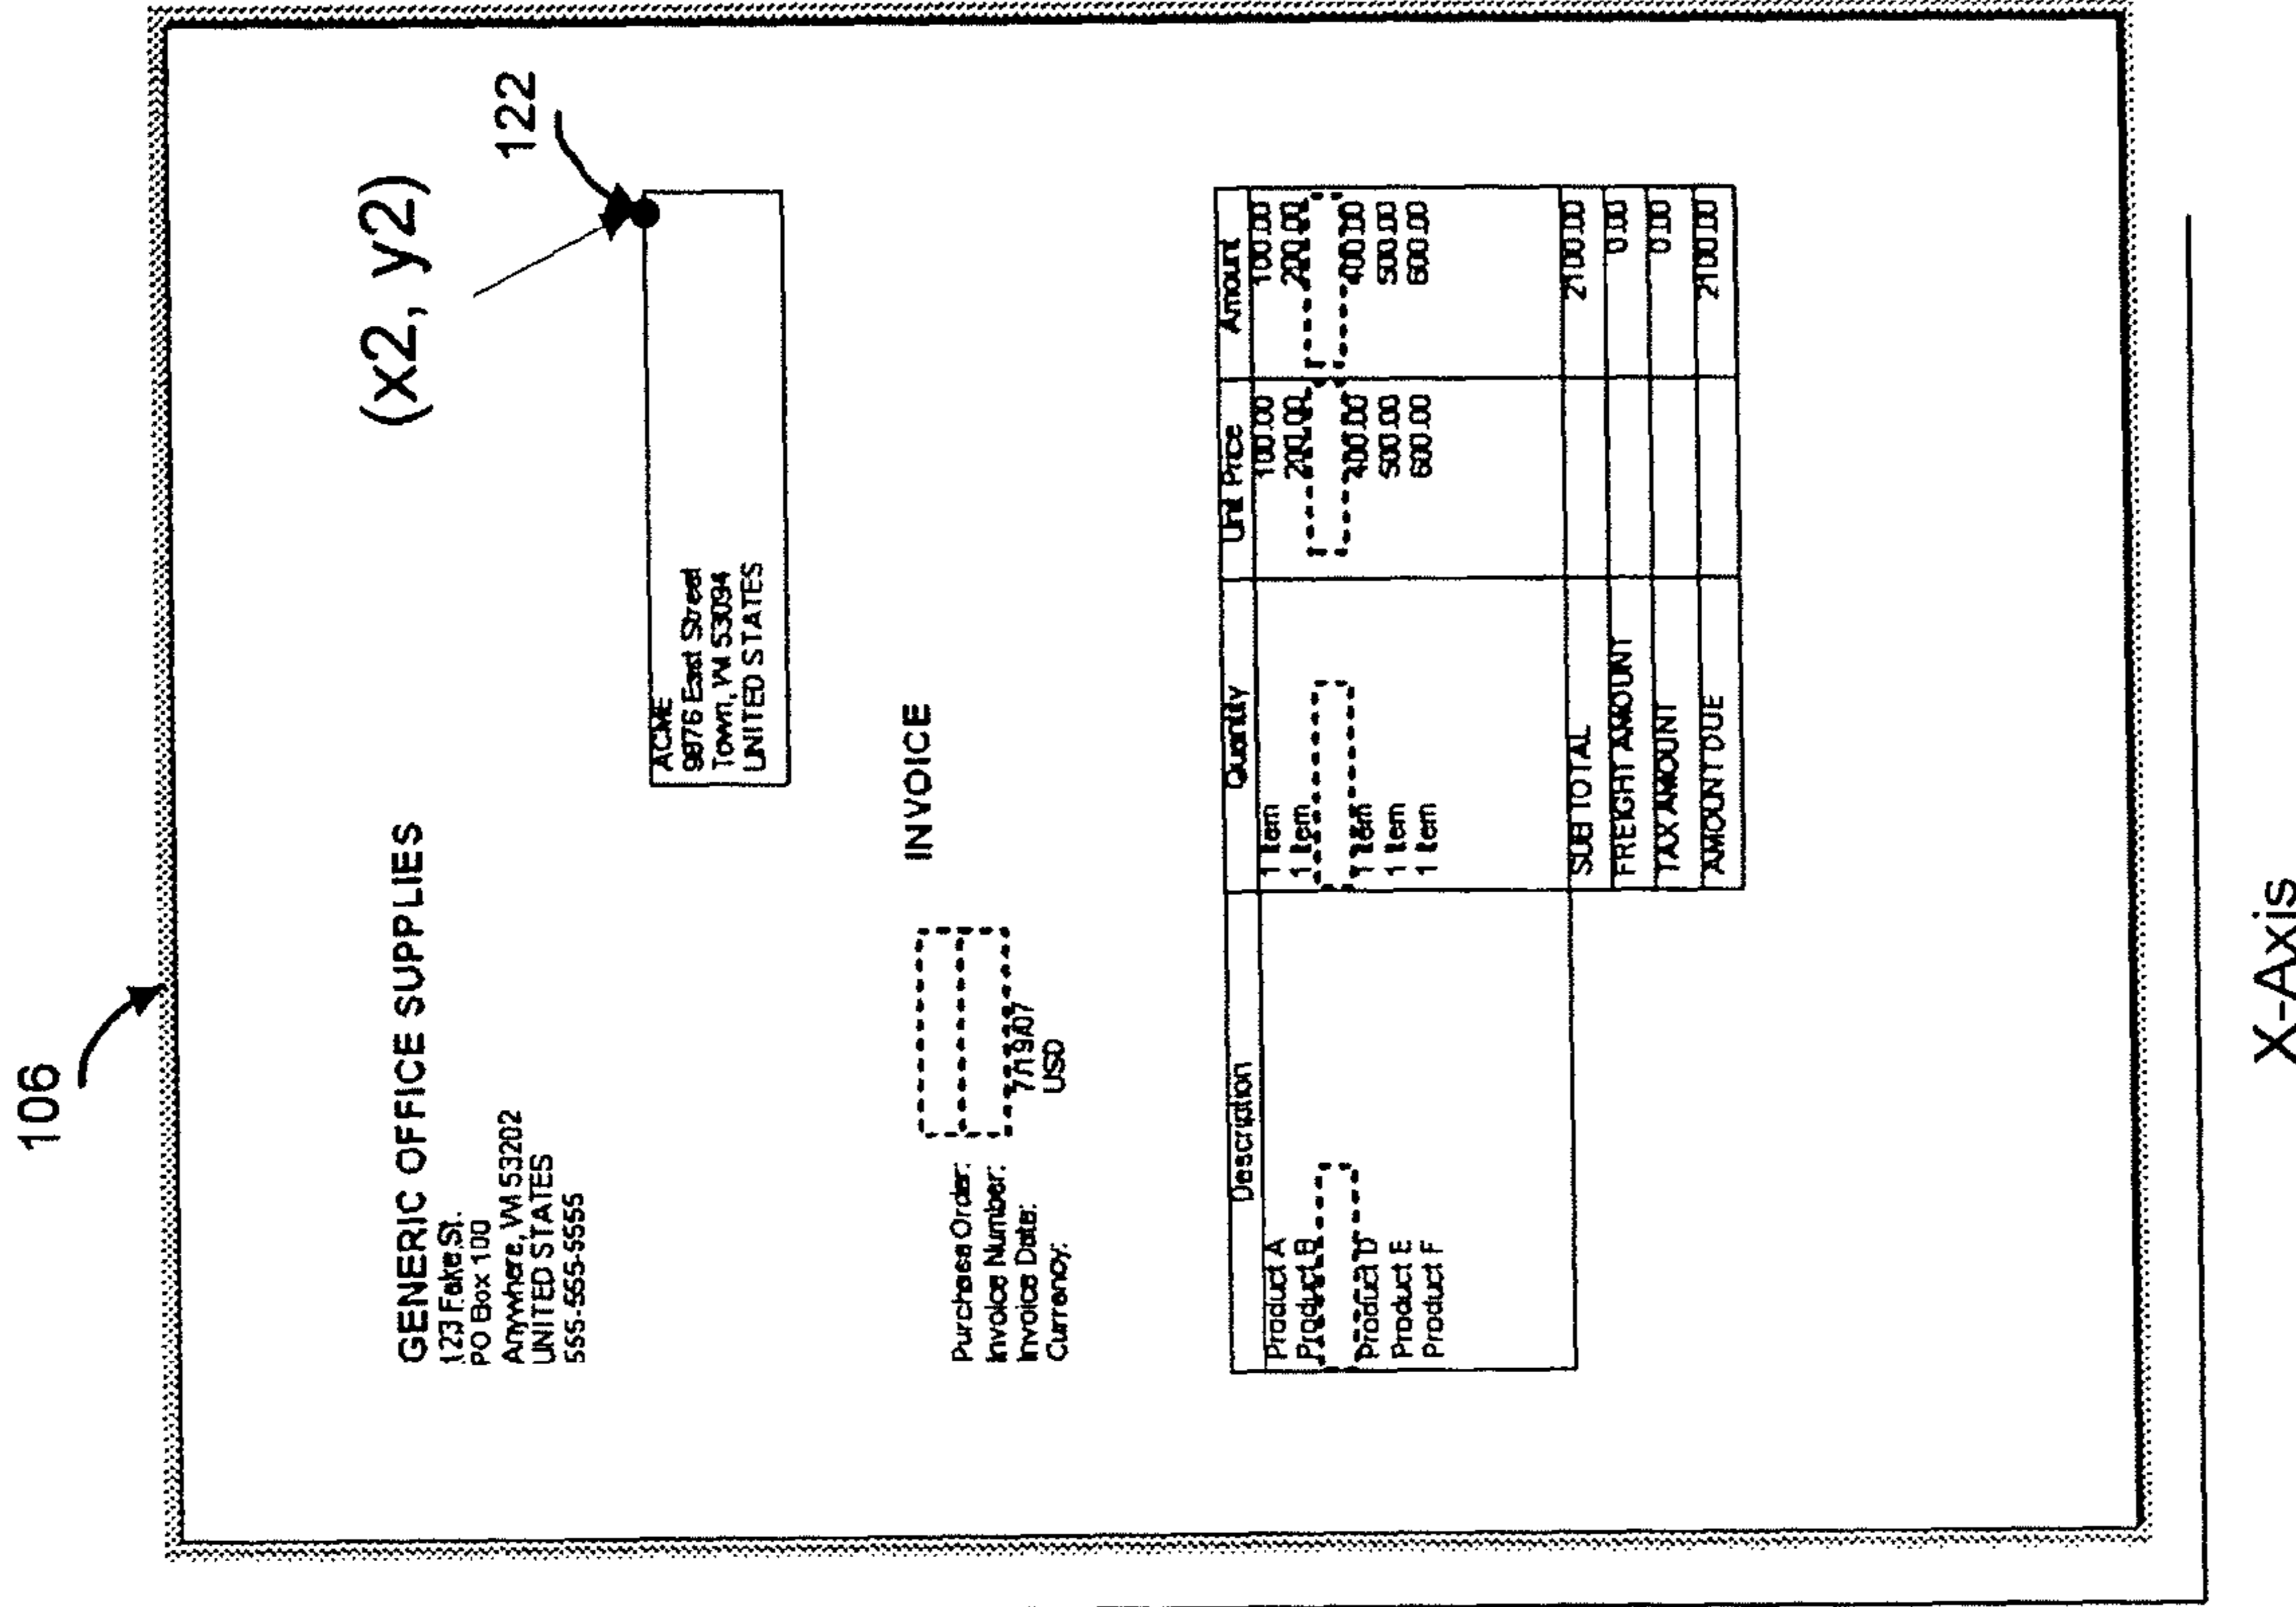 106
(x2, y2)
122
GENERIC OFFICE SUPPLIES
123 Fake St.
PO Box 100
Anywhere, WI 53202
UNITED STATES
555-555-5555
ACME
9876 East Street
Town, WI 53094
UNITED STATES
INVOICE
Purchase Order:
Invoice Number:
Invoice Date: 7/19/07
Currency: USD
Description Quantity Unit Price Amount
Product A 1 Item 100.00 100.00
Product B 1 Item 200.00 200.00
Product D 1 Item 400.00 400.00
Product E 1 Item 500.00 500.00
Product F 1 Item 600.00 600.00
SUBTOTAL 2100.00
FREIGHT AMOUNT 0.00
TAX AMOUNT 0.00
AMOUNT DUE 2100.00
X-Axis